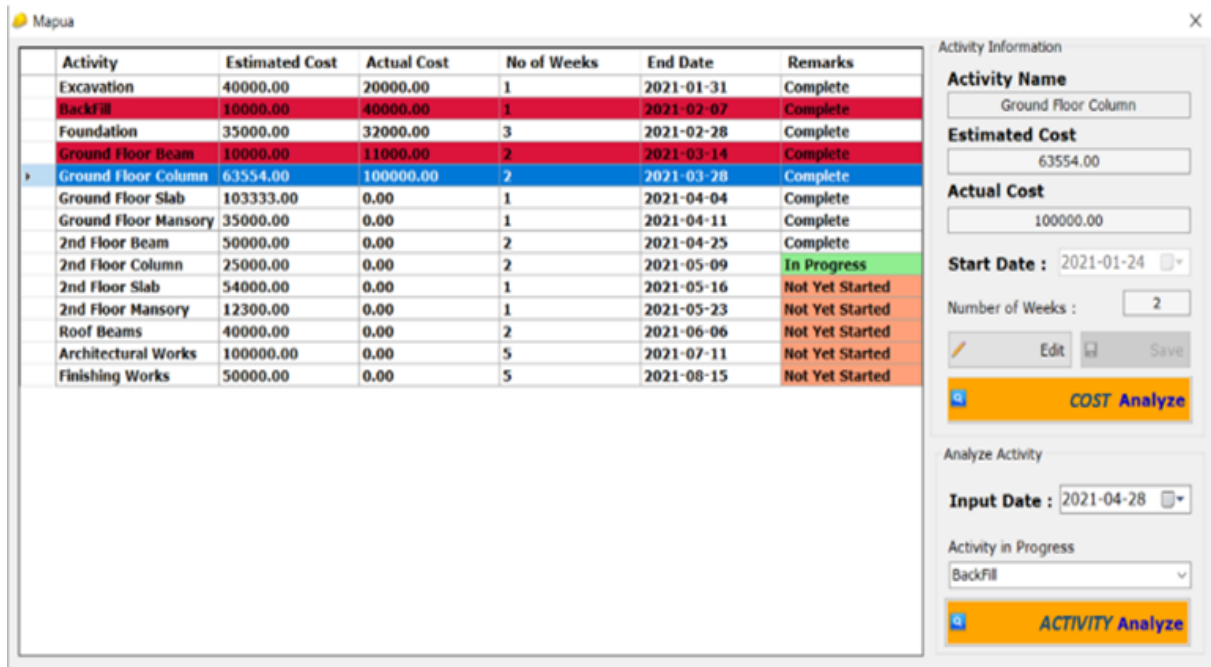 Mapua
Activity Estimated Cost Actual Cost No of Weeks End Date Remarks
Excavation 40000.00 20000.00 1 2021-01-31 Complete
BackFill 10000.00 40000.00 1 2021-02-07 Complete
Foundation 35000.00 32000.00 3 2021-02-28 Complete
Ground Floor Beam 10000.00 11000.00 2 2021-03-14 Complete
Ground Floor Column 63554.00 100000.00 2 2021-03-28 Complete
Ground Floor Slab 103333.00 0.00 1 2021-04-04 Complete
Ground Floor Mansory 35000.00 0.00 1 2021-04-11 Complete
2nd Floor Beam 50000.00 0.00 2 2021-04-25 Complete
2nd Floor Column 25000.00 0.00 2 2021-05-09 In Progress
2nd Floor Slab 54000.00 0.00 1 2021-05-16 Not Yet Started
2nd Floor Mansory 12300.00 0.00 1 2021-05-23 Not Yet Started
Roof Beams 40000.00 0.00 2 2021-06-06 Not Yet Started
Architectural Works 100000.00 0.00 5 2021-07-11 Not Yet Started
Finishing Works 50000.00 0.00 5 2021-08-15 Not Yet Started
Activity Information
Activity Name
Ground Floor Column
Estimated Cost
63554.00
Actual Cost
100000.00
Start Date : 2021-01-24
Number of Weeks : 2
Edit Save
COST Analyze
Analyze Activity
Input Date : 2021-04-28
Activity in Progress
BackFill
ACTIVITY Analyze